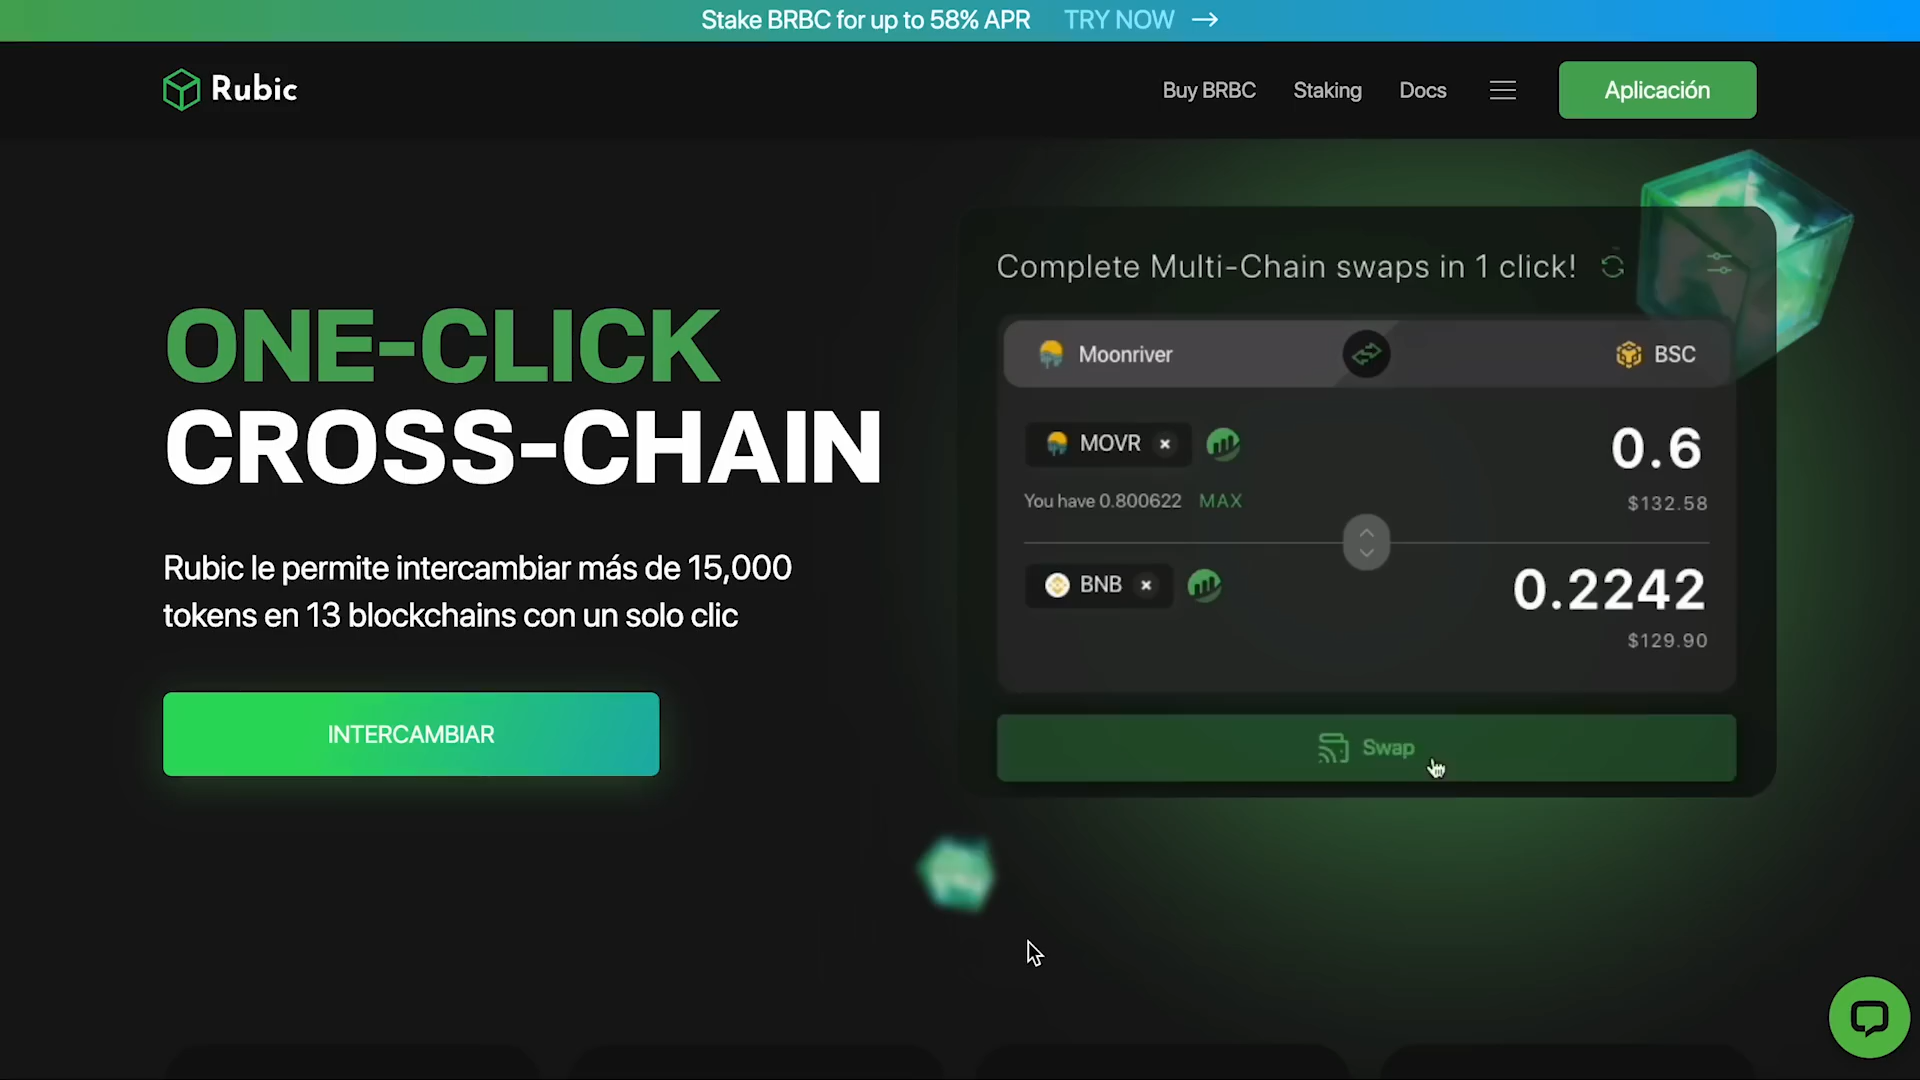 Stake BRBC for up to 58% APR TRY NOW
Rubic
Buy BRBC
Staking
Docs
Aplicación
ONE-CLICK
CROSS-CHAIN
Rubic le permite intercambiar más de 15,000
tokens en 13 blockchains con un solo clic
INTERCAMBIAR
Complete Multi-Chain swaps in 1 click!
Moonriver
BSC
MOVR
0.6
You have 0.800622 MAX
$132.58
BNB
0.2242
$129.90
Swap